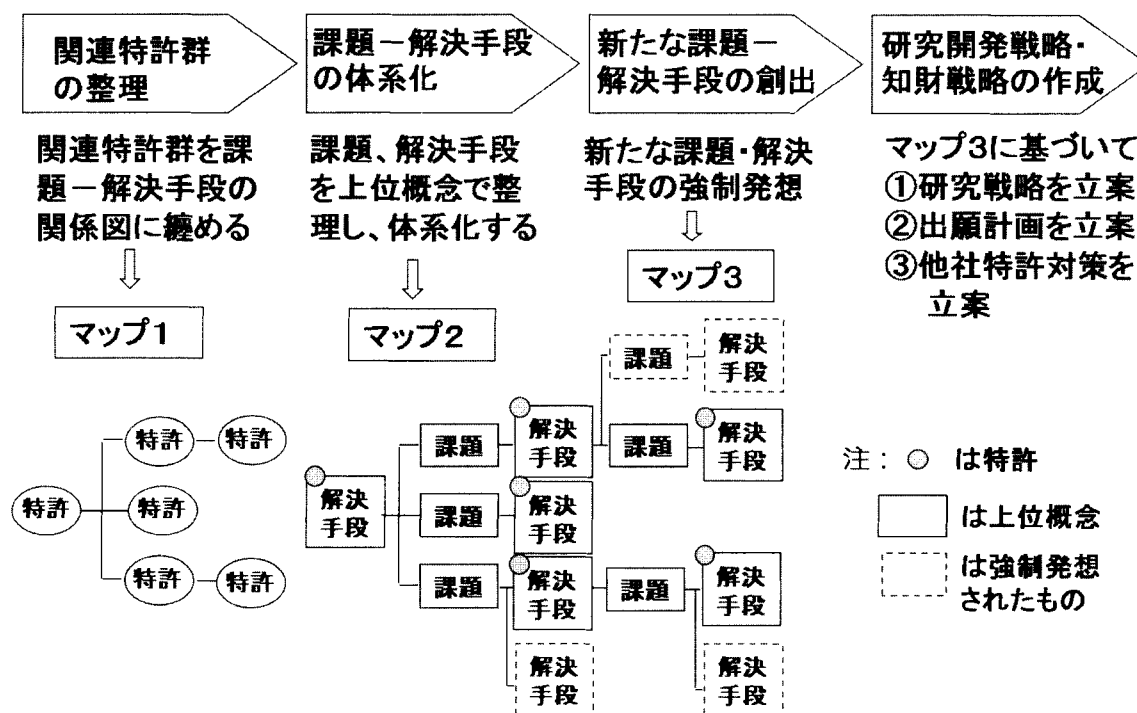 関連特許群
の整理
課題－解決手段
の体系化
新たな課題－
解決手段の創出
研究開発戦略・
知財戦略の作成
関連特許群を課
題－解決手段の
関係図に纏める
課題、解決手段
を上位概念で整
理し、体系化する
新たな課題・解決
手段の強制発想
マップ3に基づいて
①研究戦略を立案
②出願計画を立案
③他社特許対策を
立案
マップ1
マップ2
マップ3
特許
特許
特許
特許
特許
特許
解決
手段
課題
解決
手段
課題
解決
手段
課題
解決
手段
解決
手段
課題
解決
手段
課題
解決
手段
課題
解決
手段
解決
手段
注：
は特許
は上位概念
は強制発想
されたもの